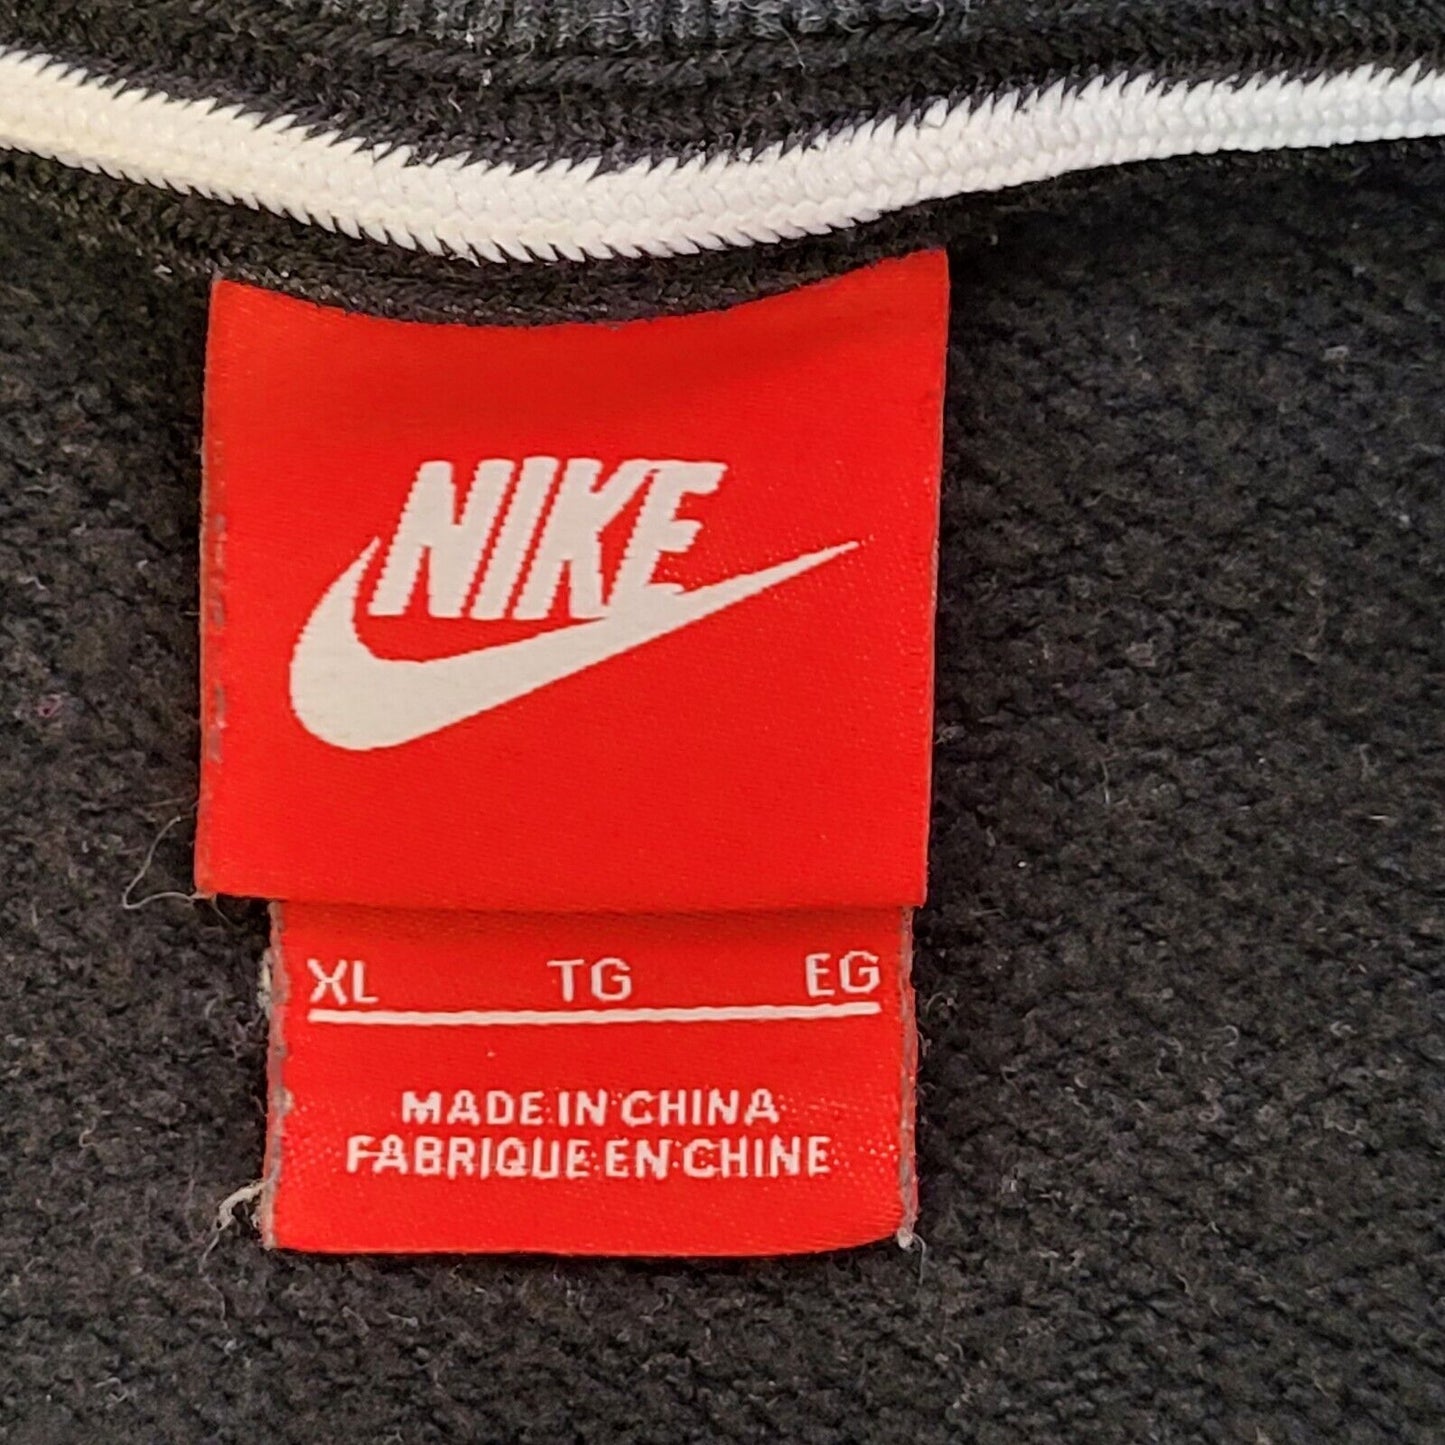 NIKE
XL TG EG
MADE IN CHINA
FABRIQUE EN CHINE